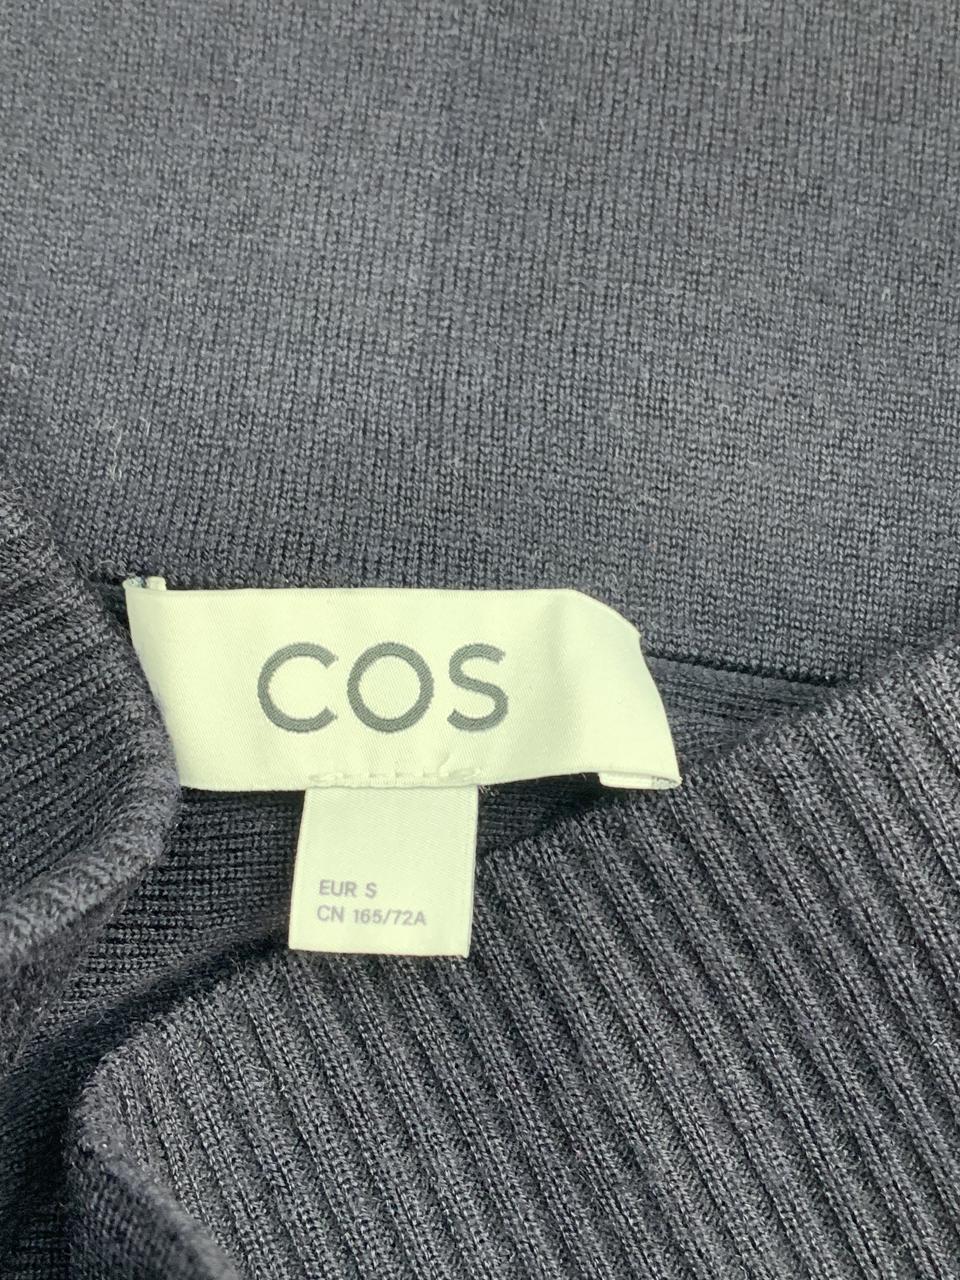 COS
EUR S
CN 165/72A